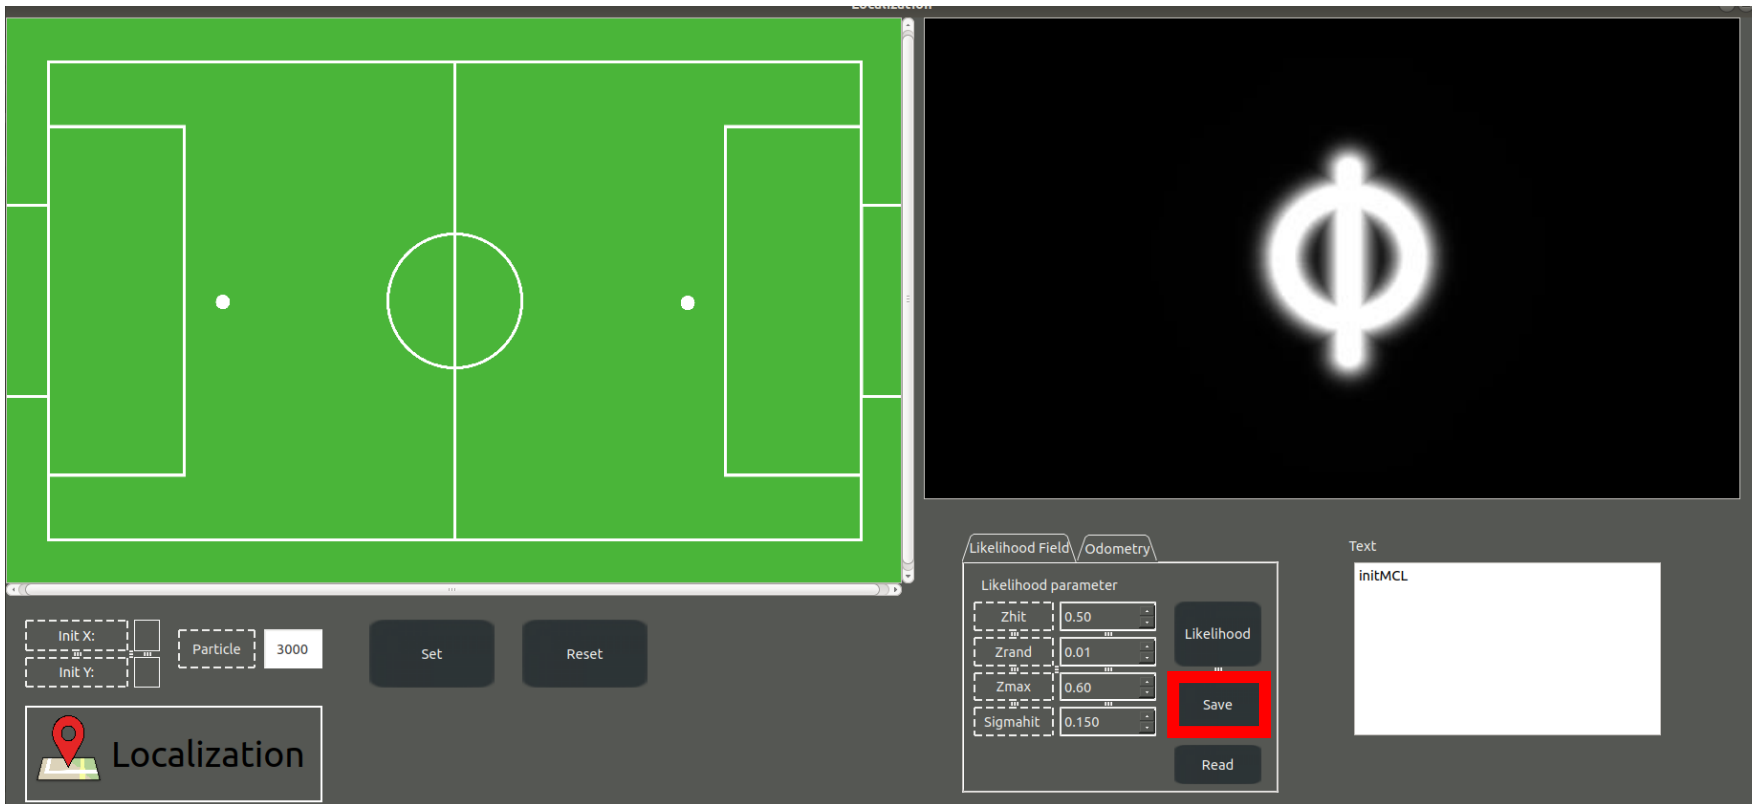 Localization
Init X:
Init Y:
Particle
3000
Set
Reset
Localization
Likelihood Field
Odometry
Likelihood parameter
Zhit
0.50
Zrand
0.01
Zmax
0.60
Sigmahit
0.150
Likelihood
Save
Read
Text
initMCL